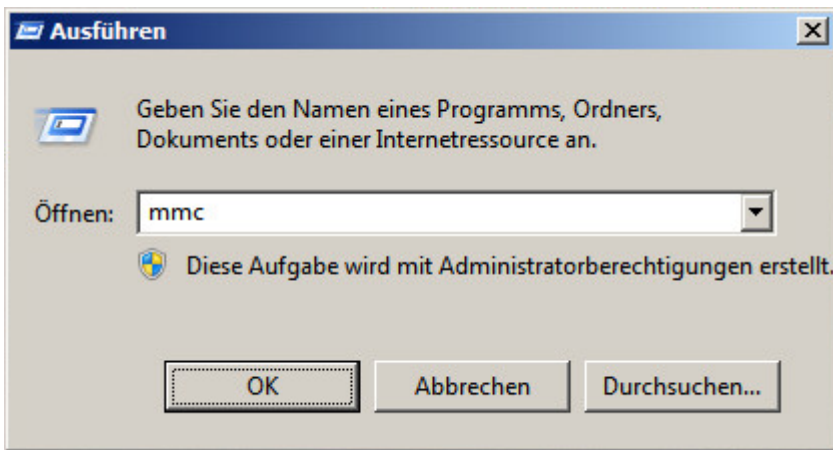 Ausführen
Geben Sie den Namen eines Programms, Ordners,
Dokuments oder einer Internetressource an.
Öffnen: mmc
Diese Aufgabe wird mit Administratorberechtigungen erstellt.
OK Abbrechen Durchsuchen...